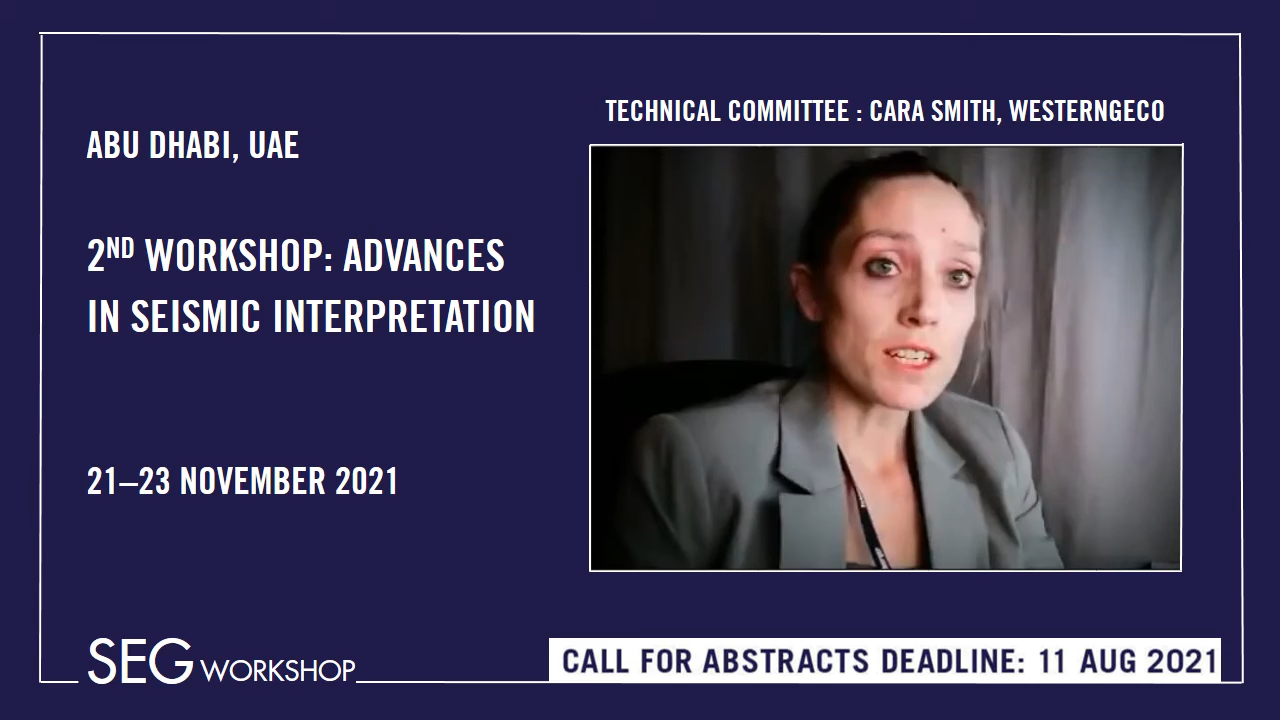 ABU DHABI, UAE
2ND WORKSHOP: ADVANCES
IN SEISMIC INTERPRETATION
21–23 NOVEMBER 2021
TECHNICAL COMMITTEE : CARA SMITH, WESTERNGECO
SEG WORKSHOP
CALL FOR ABSTRACTS DEADLINE: 11 AUG 2021